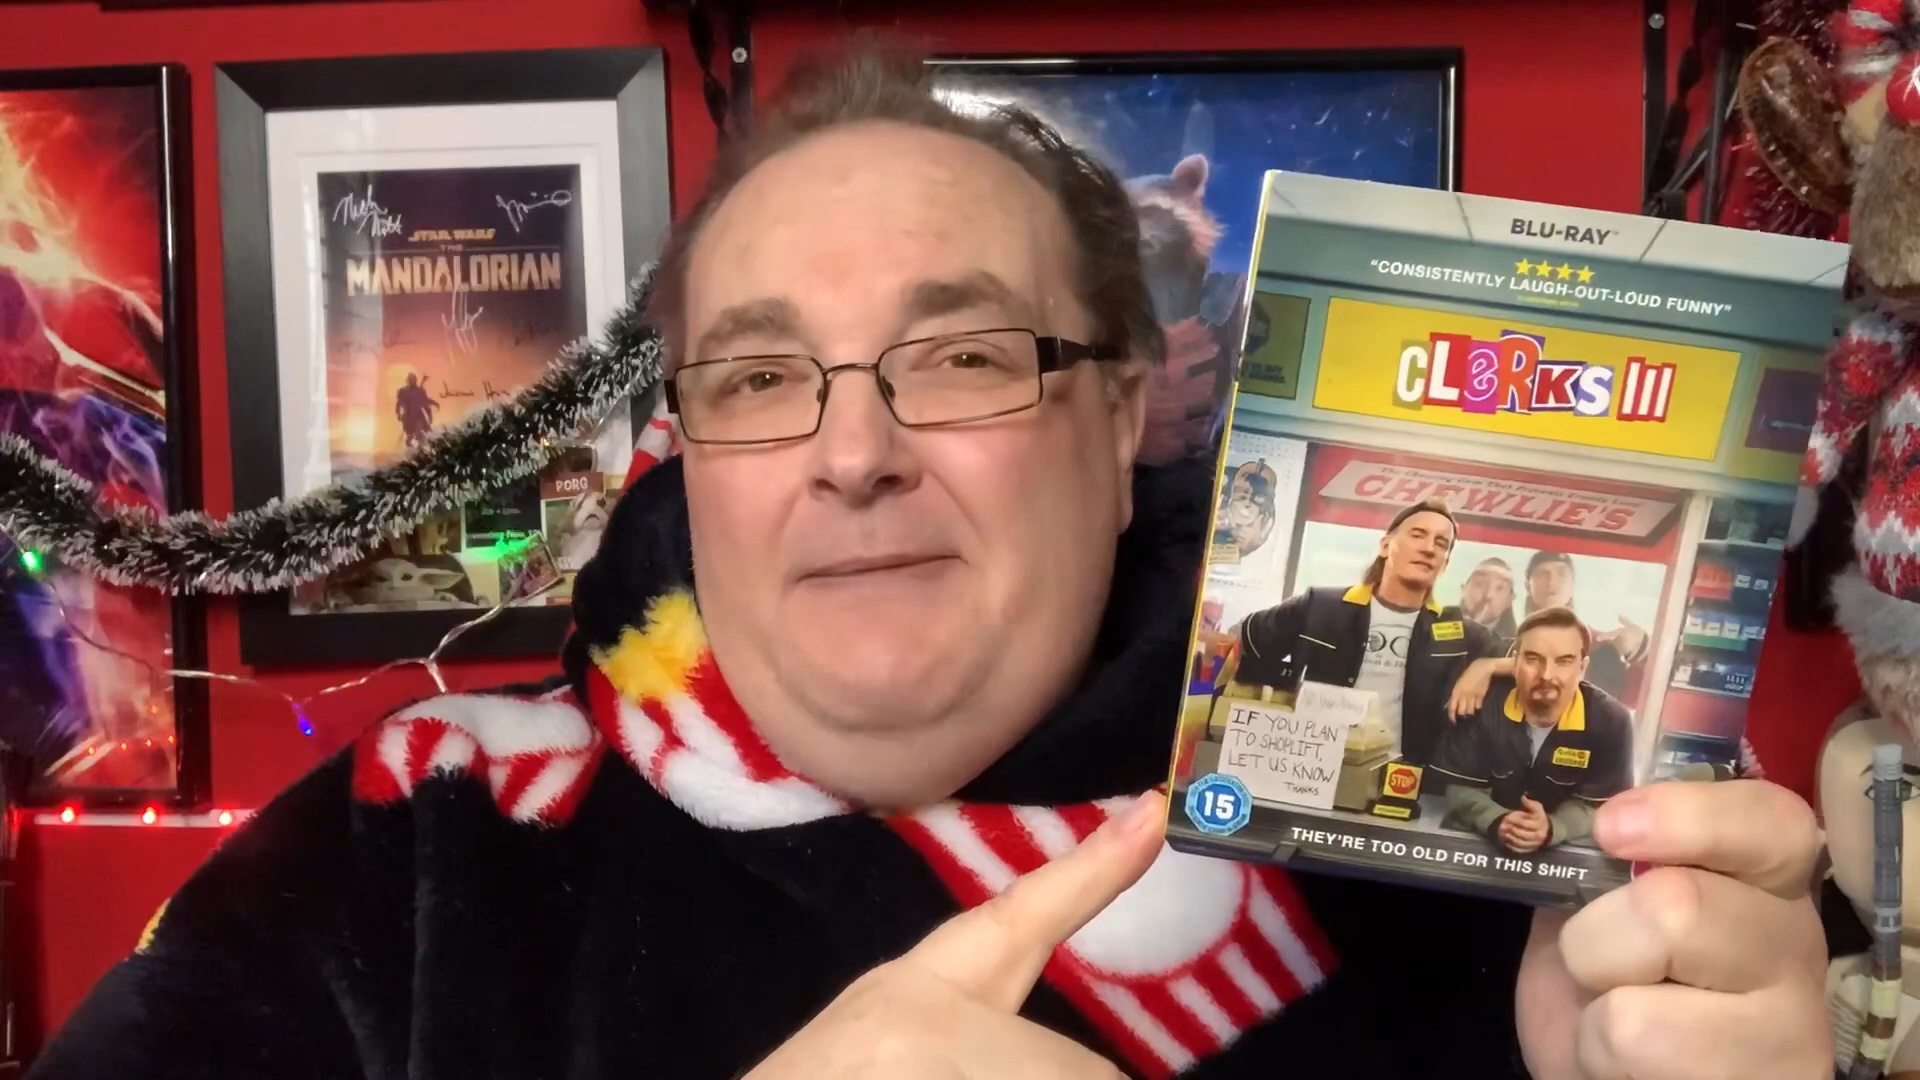 STAR WARS
THE
MANDALORIAN
PORG
BLU-RAY™
"CONSISTENTLY LAUGH-OUT-LOUD FUNNY"
CLERKS III
CHEWLIE'S
IF YOU PLAN
TO SHOPLIFT,
LET US KNOW
THANKS
STOP
15
THEY'RE TOO OLD FOR THIS SHIFT